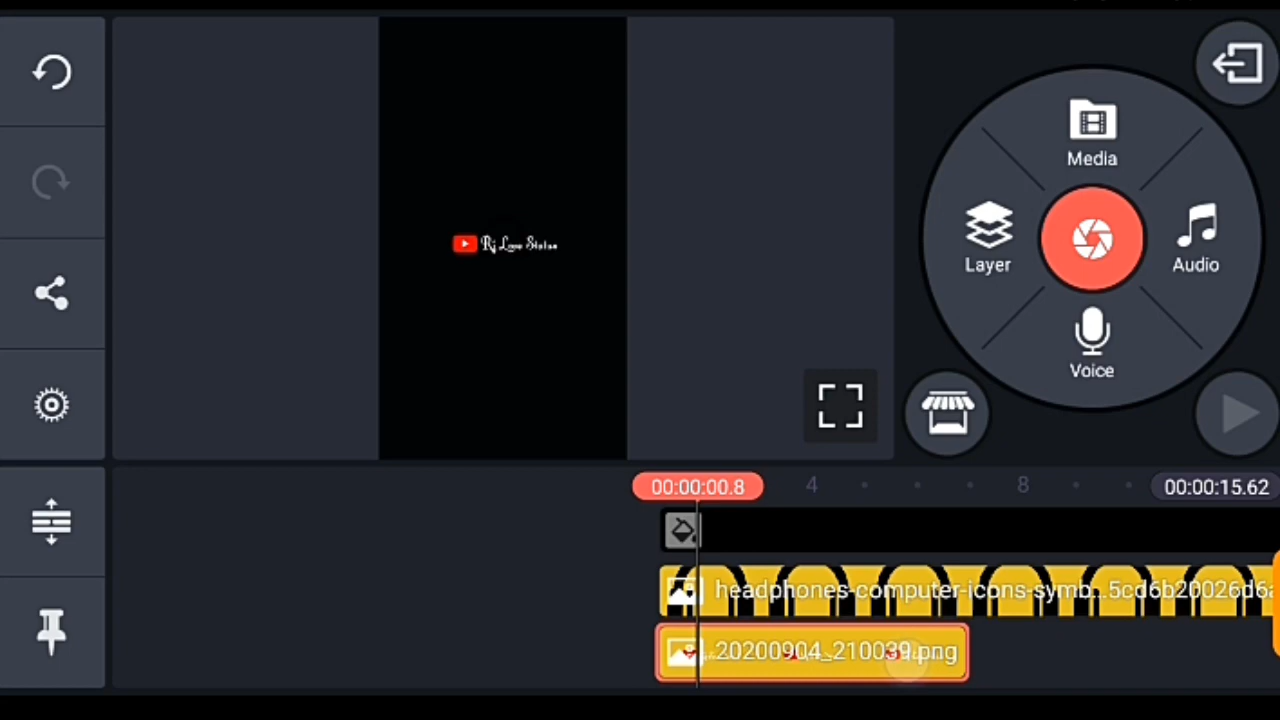 Media
Layer
Audio
Voice
Rj Love Status
00:00:00.8
4
8
00:00:15.62
headphones-computer-icons-symb...5cd6b20026d6a
20200904_210039.png